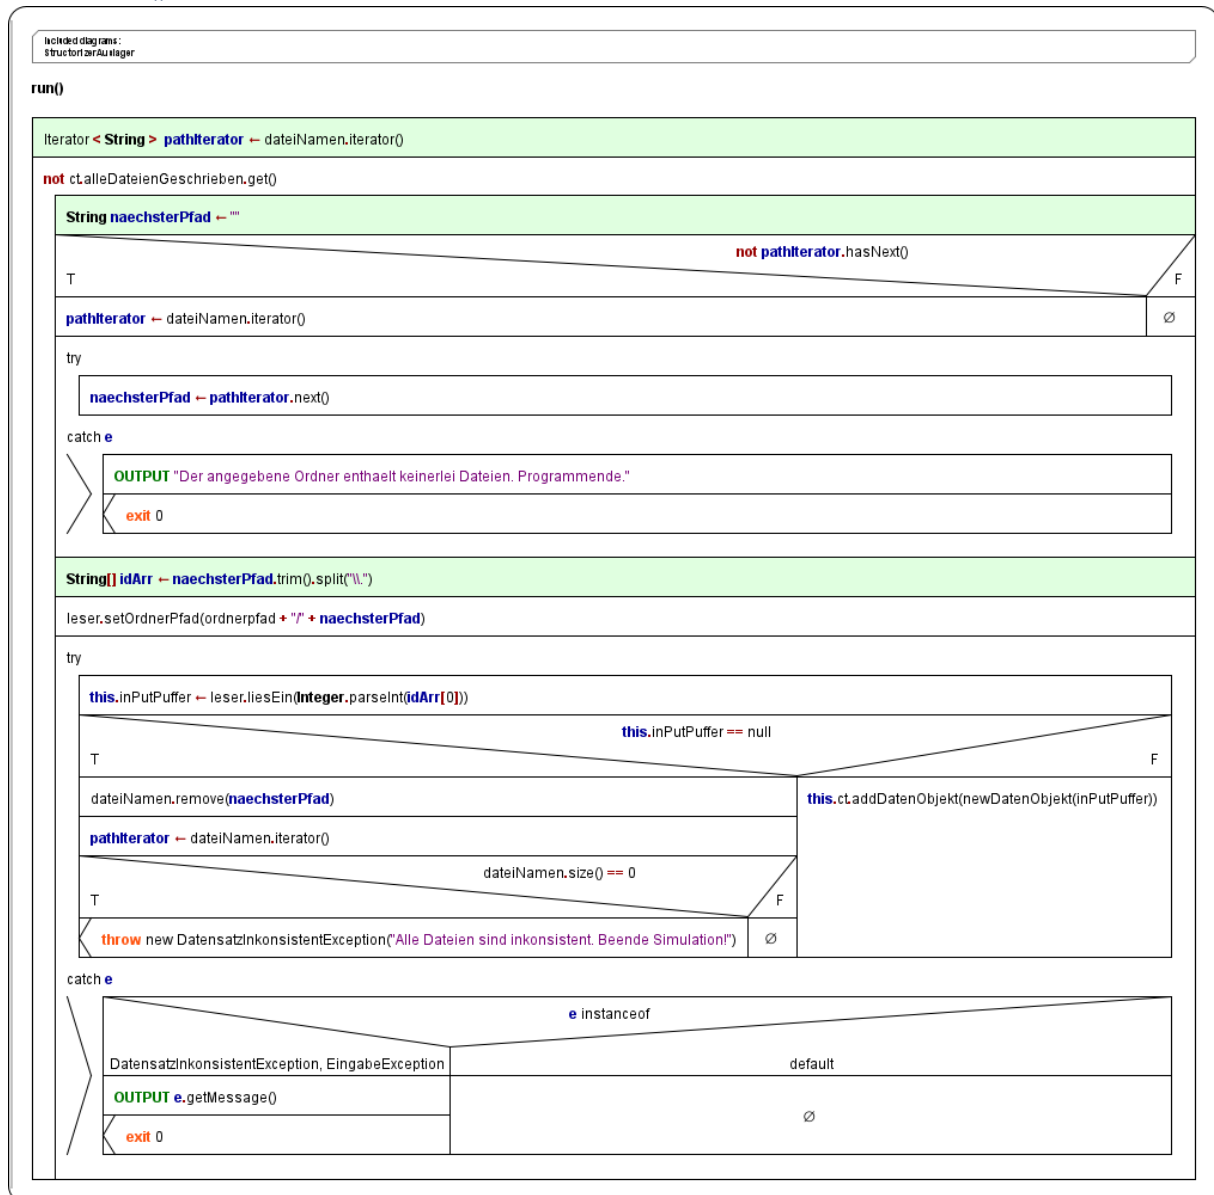 Included diagrams:
StructorizerAuslager
run()
Iterator < String > pathIterator ← dateiNamen.iterator()
not ct.alleDateienGeschrieben.get()
String naechsterPfad ← ""
not pathIterator.hasNext()
T F
pathIterator ← dateiNamen.iterator()
∅
try
naechsterPfad ← pathIterator.next()
catch e
OUTPUT "Der angegebene Ordner enthaelt keinerlei Dateien. Programmende."
exit 0
String[] idArr ← naechsterPfad.trim().split("\\.")
leser.setOrdnerPfad(ordnerpfad + "/" + naechsterPfad)
try
this.inPutPuffer ← leser.liesEin(Integer.parseInt(idArr[0]))
this.inPutPuffer == null
T F
dateiNamen.remove(naechsterPfad)
this.ct.addDatenObjekt(newDatenObjekt(inPutPuffer))
pathIterator ← dateiNamen.iterator()
dateiNamen.size() == 0
T F
throw new DatensatzInkonsistentException("Alle Dateien sind inkonsistent. Beende Simulation!")
∅
catch e
e instanceof
DatensatzInkonsistentException, EingabeException
default
OUTPUT e.getMessage()
∅
exit 0